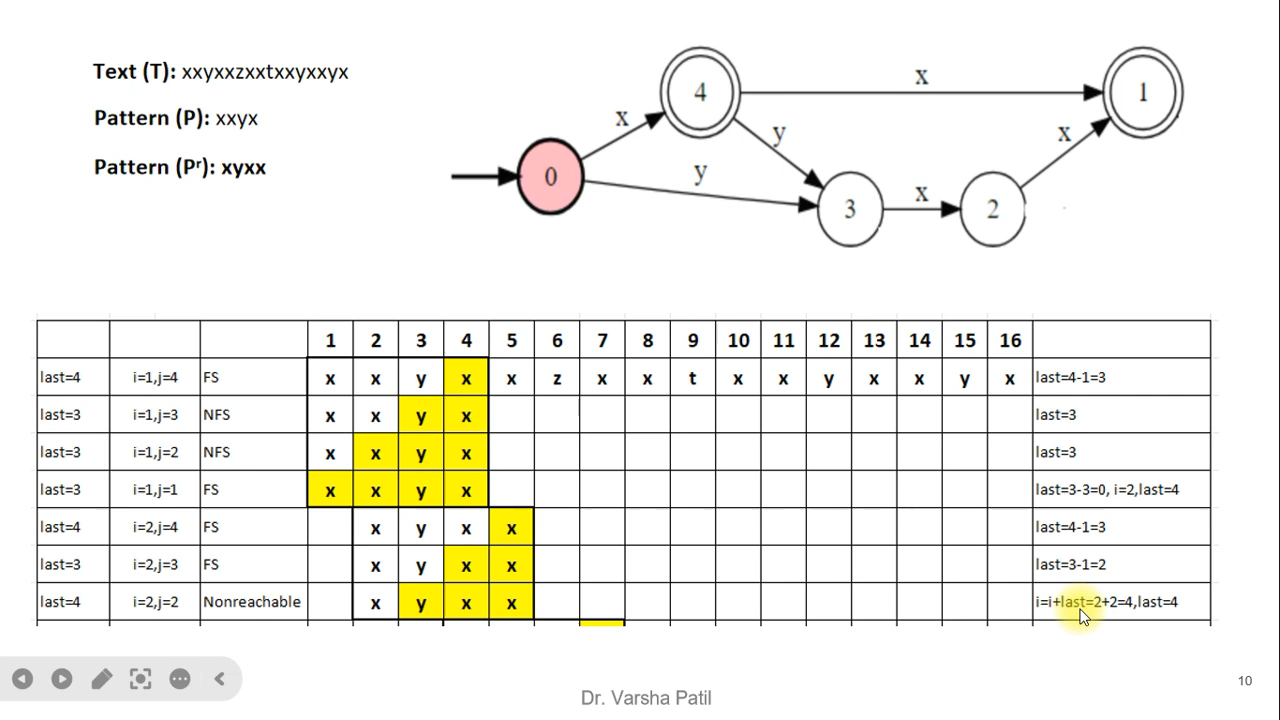 Text (T): xxyxxzxxtxxyxxyx
Pattern (P): xxyx
Pattern (Pʳ): xyxx
0
x
y
4
x
y
3
x
2
x
1
1 2 3 4 5 6 7 8 9 10 11 12 13 14 15 16
last=4 i=1,j=4 FS x x y x x z x x t x x y x x y x last=4-1=3
last=3 i=1,j=3 NFS x x y x last=3
last=3 i=1,j=2 NFS x x y x last=3
last=3 i=1,j=1 FS x x y x last=3-3=0, i=2,last=4
last=4 i=2,j=4 FS x y x x last=4-1=3
last=3 i=2,j=3 FS x y x x last=3-1=2
last=4 i=2,j=2 Nonreachable x y x x i=i+last=2+2=4,last=4
10
Dr. Varsha Patil